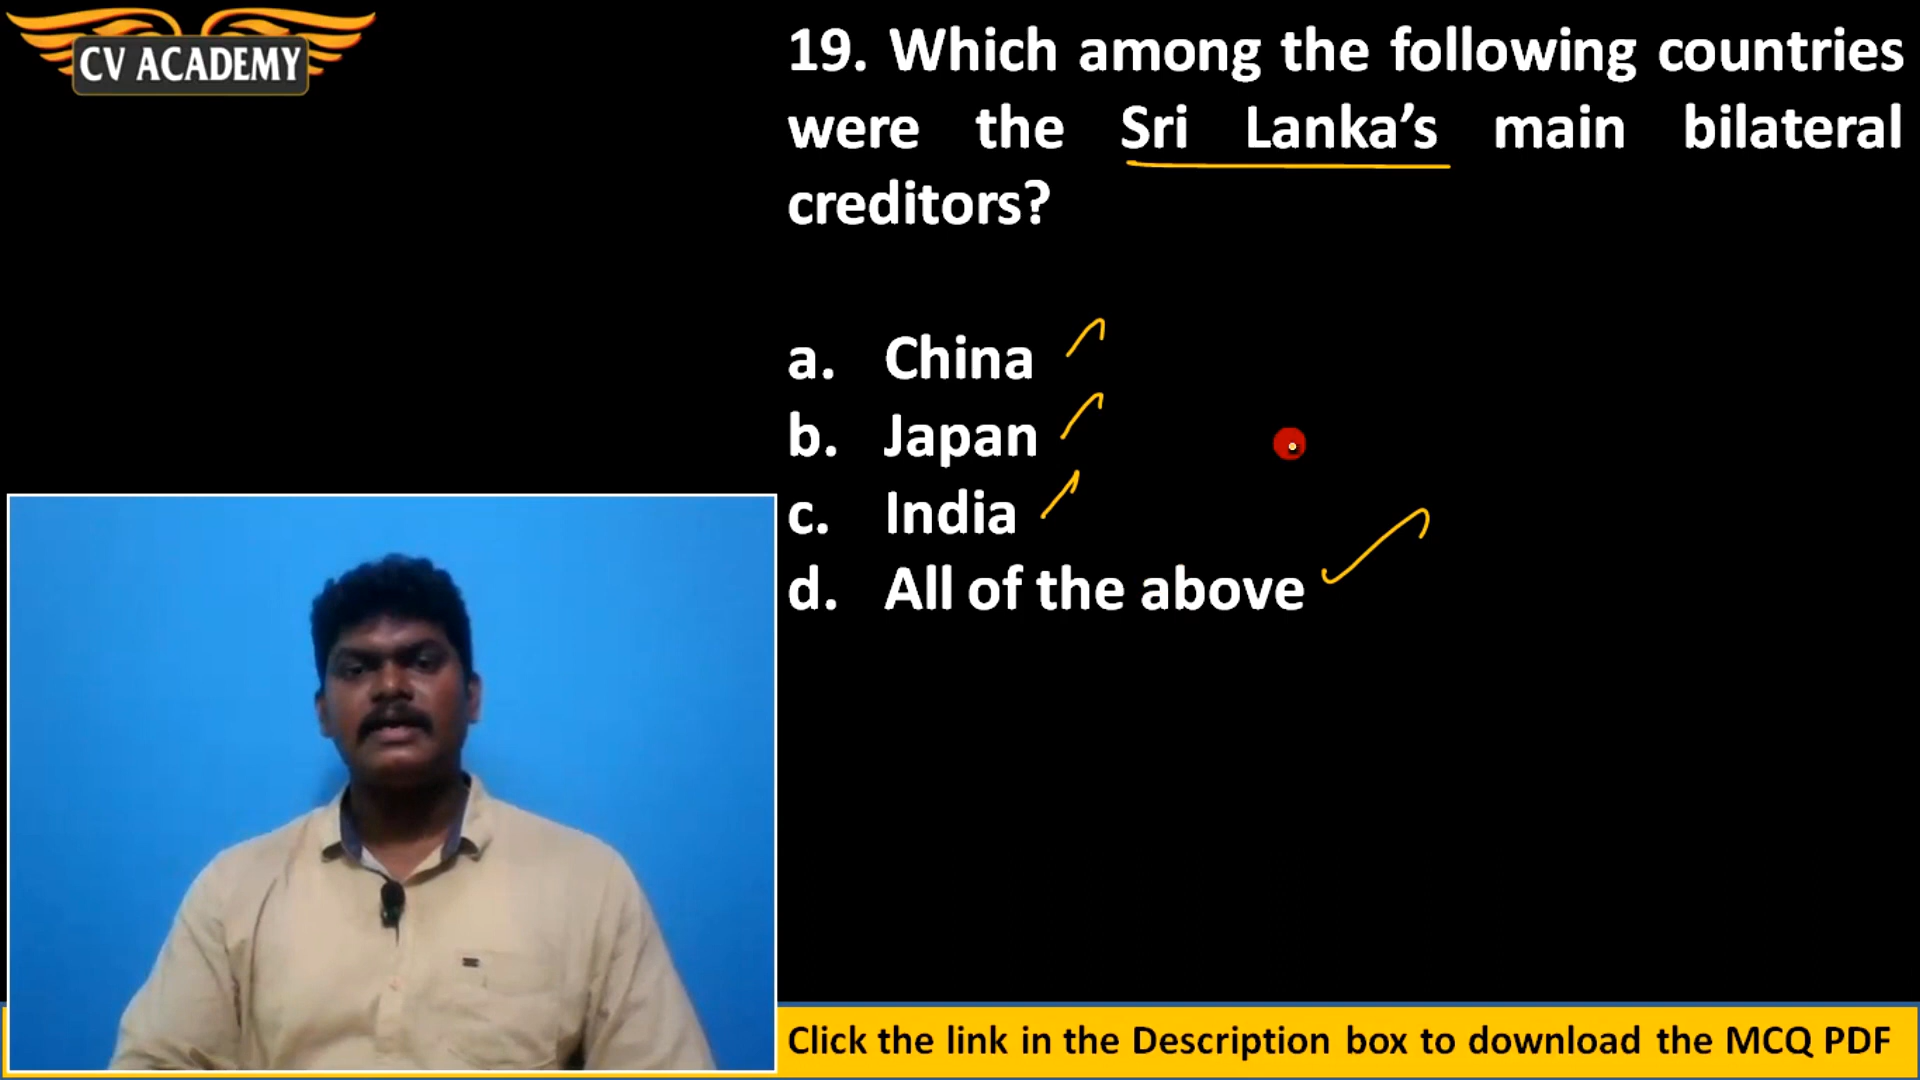 CV ACADEMY
19. Which among the following countries
were the Sri Lanka’s main bilateral
creditors?
a. China
b. Japan
c. India
d. All of the above
Click the link in the Description box to download the MCQ PDF